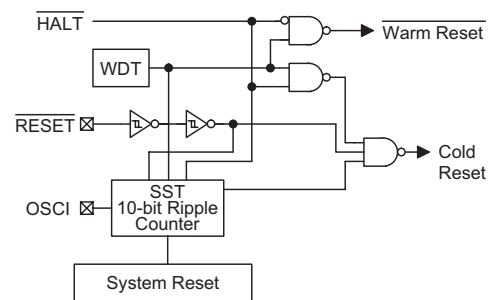 HALT
Warm Reset
WDT
RESET
Cold
Reset
SST
10-bit Ripple
Counter
OSCI
System Reset